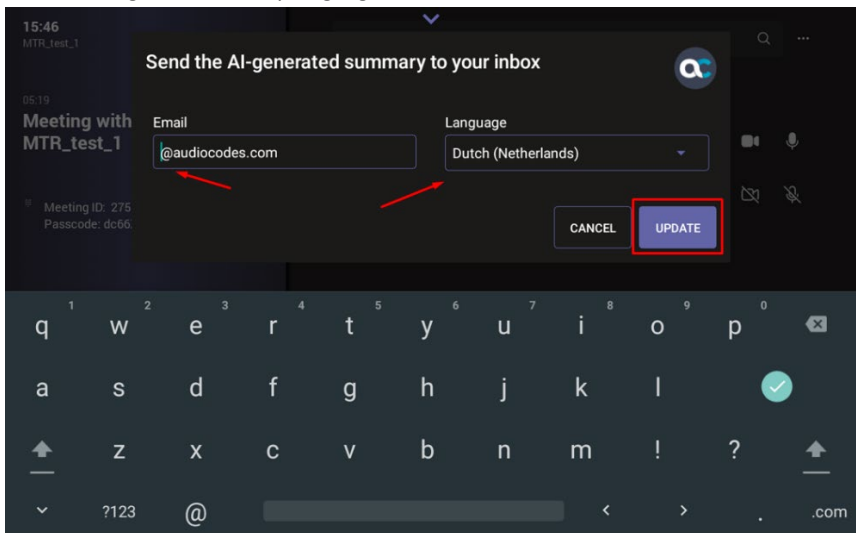 15:46
MTR_test_1
Send the AI-generated summary to your inbox
05:19
Meeting with
MTR_test_1
Email
Language
@audiocodes.com
Dutch (Netherlands)
Meeting ID: 275
Passcode: dc66
CANCEL
UPDATE
1 2 3 4 5 6 7 8 9 0
q w e r t y u i o p
a s d f g h j k l
z x c v b n m ! ?
?123 @ < > . .com